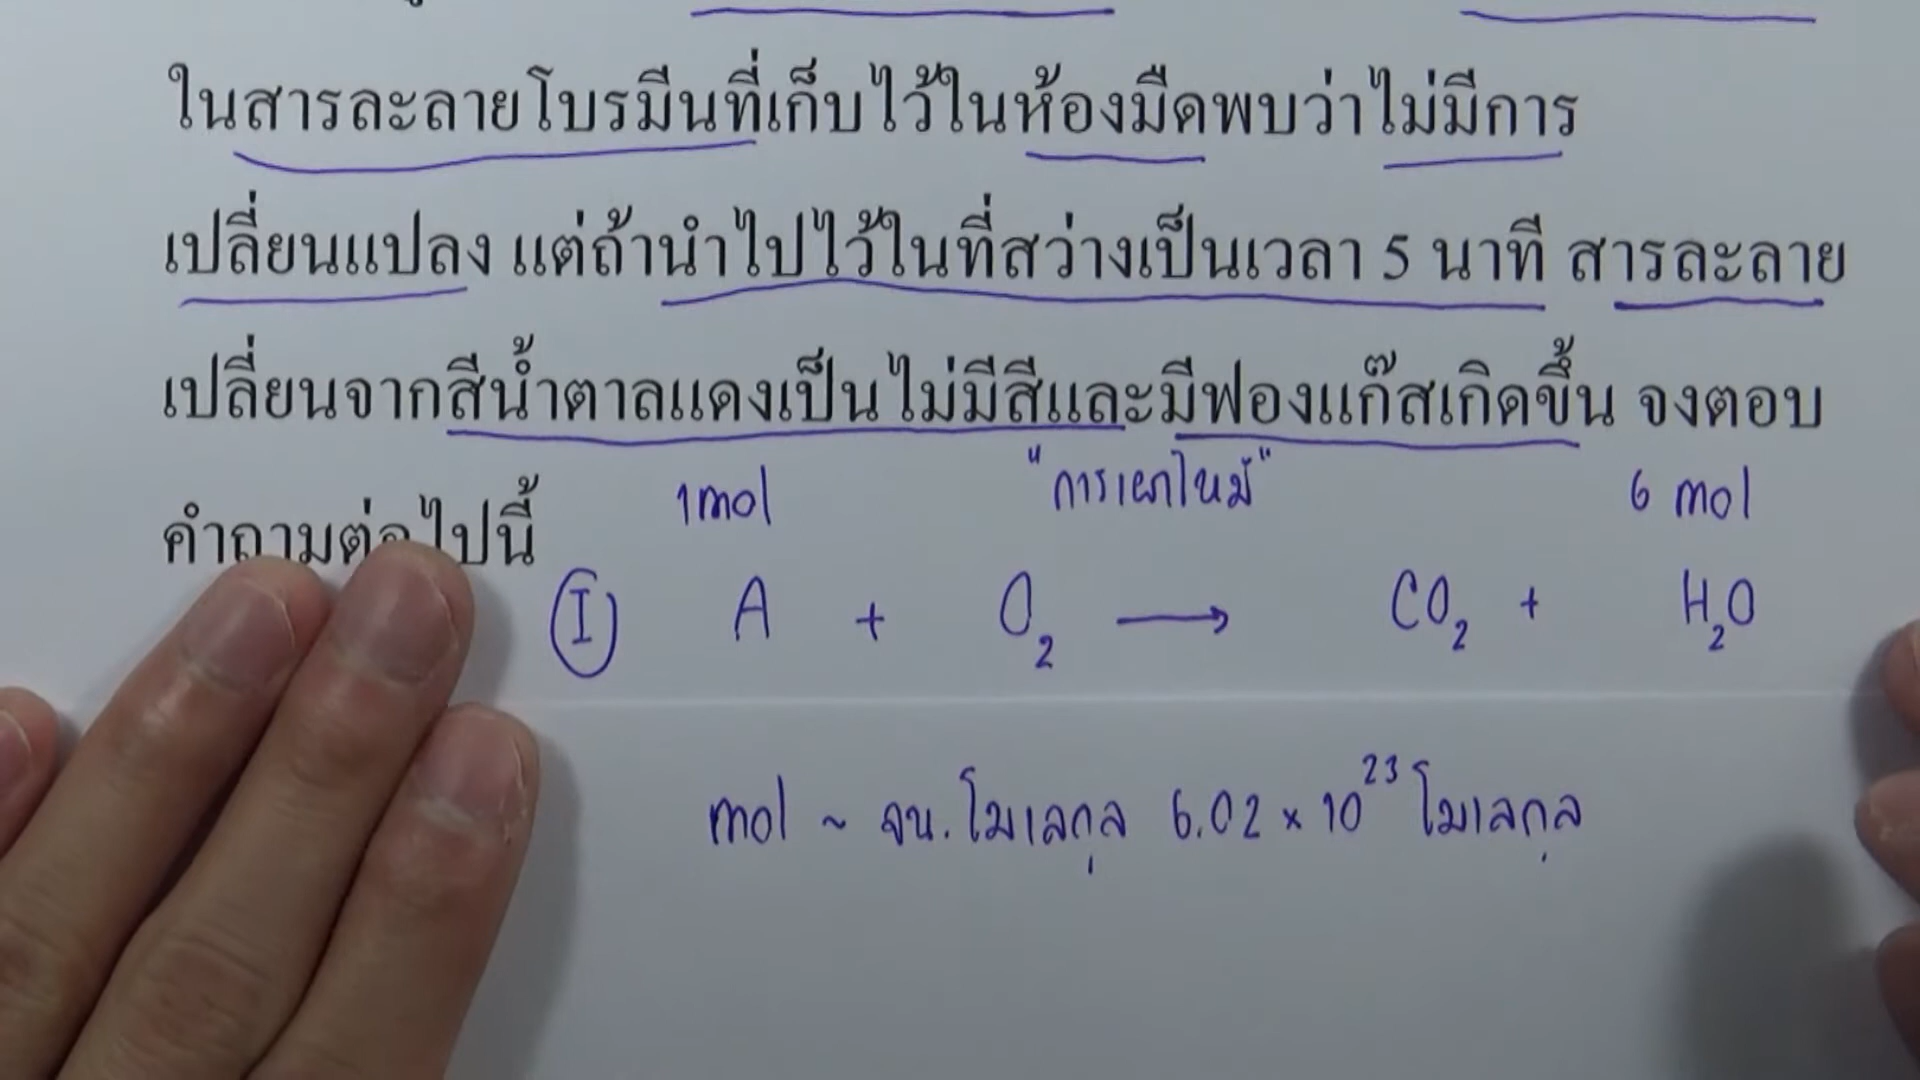 ในสารละลายโบรมีนที่เก็บไว้ในห้องมืดพบว่าไม่มีการ
เปลี่ยนแปลง แต่ถ้านำไปไว้ในที่สว่างเป็นเวลา 5 นาที สารละลาย
เปลี่ยนจากสีน้ำตาลแดงเป็นไม่มีสีและมีฟองแก๊สเกิดขึ้น จงตอบ
คำถามต่อไปนี้
1mol "การเผาไหม้" 6 mol
I A + O₂ → CO₂ + H₂O
mol ~ จน. โมเลกุล 6.02 × 10²³ โมเลกุล